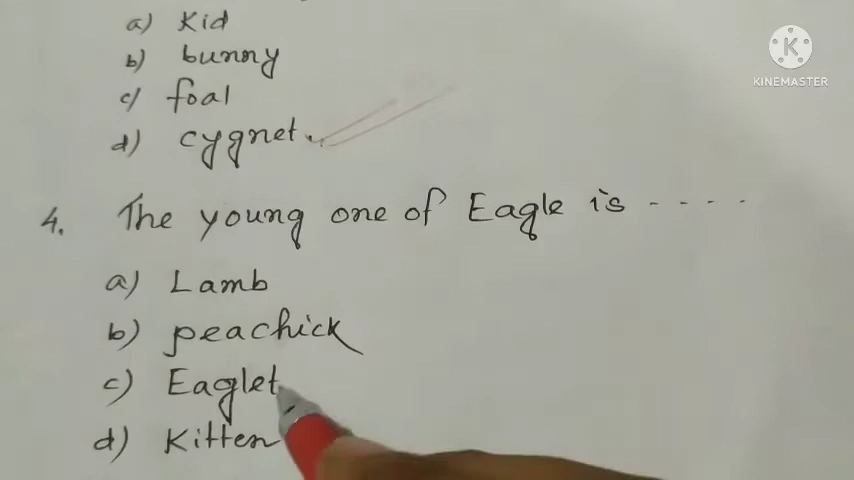 a) Kid
b) bunny
c) foal
d) cygnet
4. The young one of Eagle is .....
a) Lamb
b) peachick
c) Eaglet
d) Kitten
K
KINEMASTER